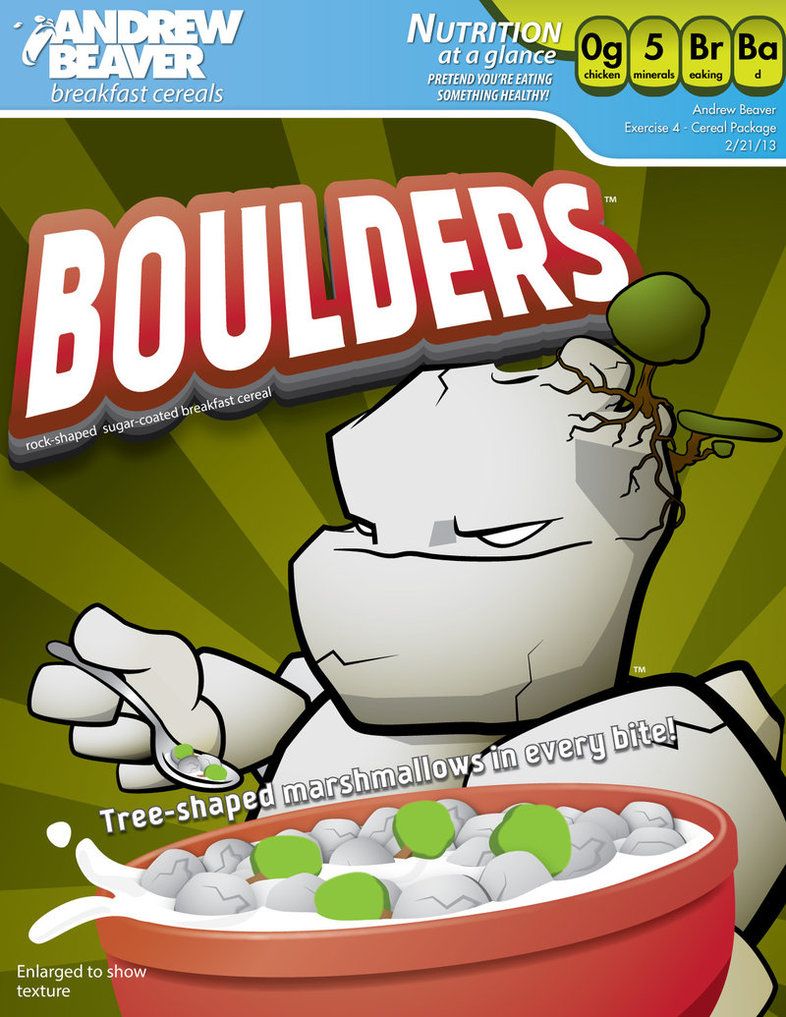 ANDREW
BEAVER
breakfast cereals
NUTRITION
at a glance
PRETEND YOU'RE EATING
SOMETHING HEALTHY!
0g
chicken
5
minerals
Br
eaking
Ba
d
Andrew Beaver
Exercise 4 - Cereal Package
2/21/13
BOULDERS™
rock-shaped sugar-coated breakfast cereal
™
Tree-shaped marshmallows in every bite!
Enlarged to show
texture